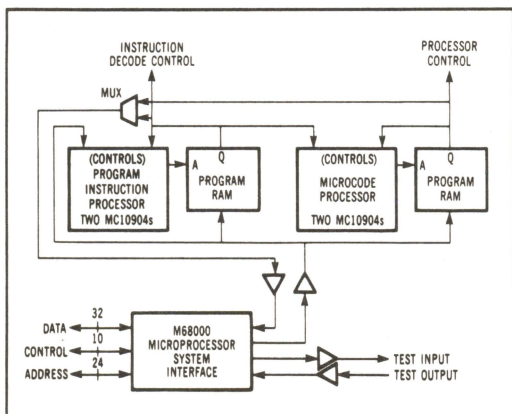 INSTRUCTION
DECODE CONTROL
PROCESSOR
CONTROL
MUX
(CONTROLS)
PROGRAM
INSTRUCTION
PROCESSOR
TWO MC10904s
A
Q
PROGRAM
RAM
(CONTROLS)
MICROCODE
PROCESSOR
TWO MC10904s
A
Q
PROGRAM
RAM
DATA
32
CONTROL
10
ADDRESS
24
M68000
MICROPROCESSOR
SYSTEM
INTERFACE
TEST INPUT
TEST OUTPUT